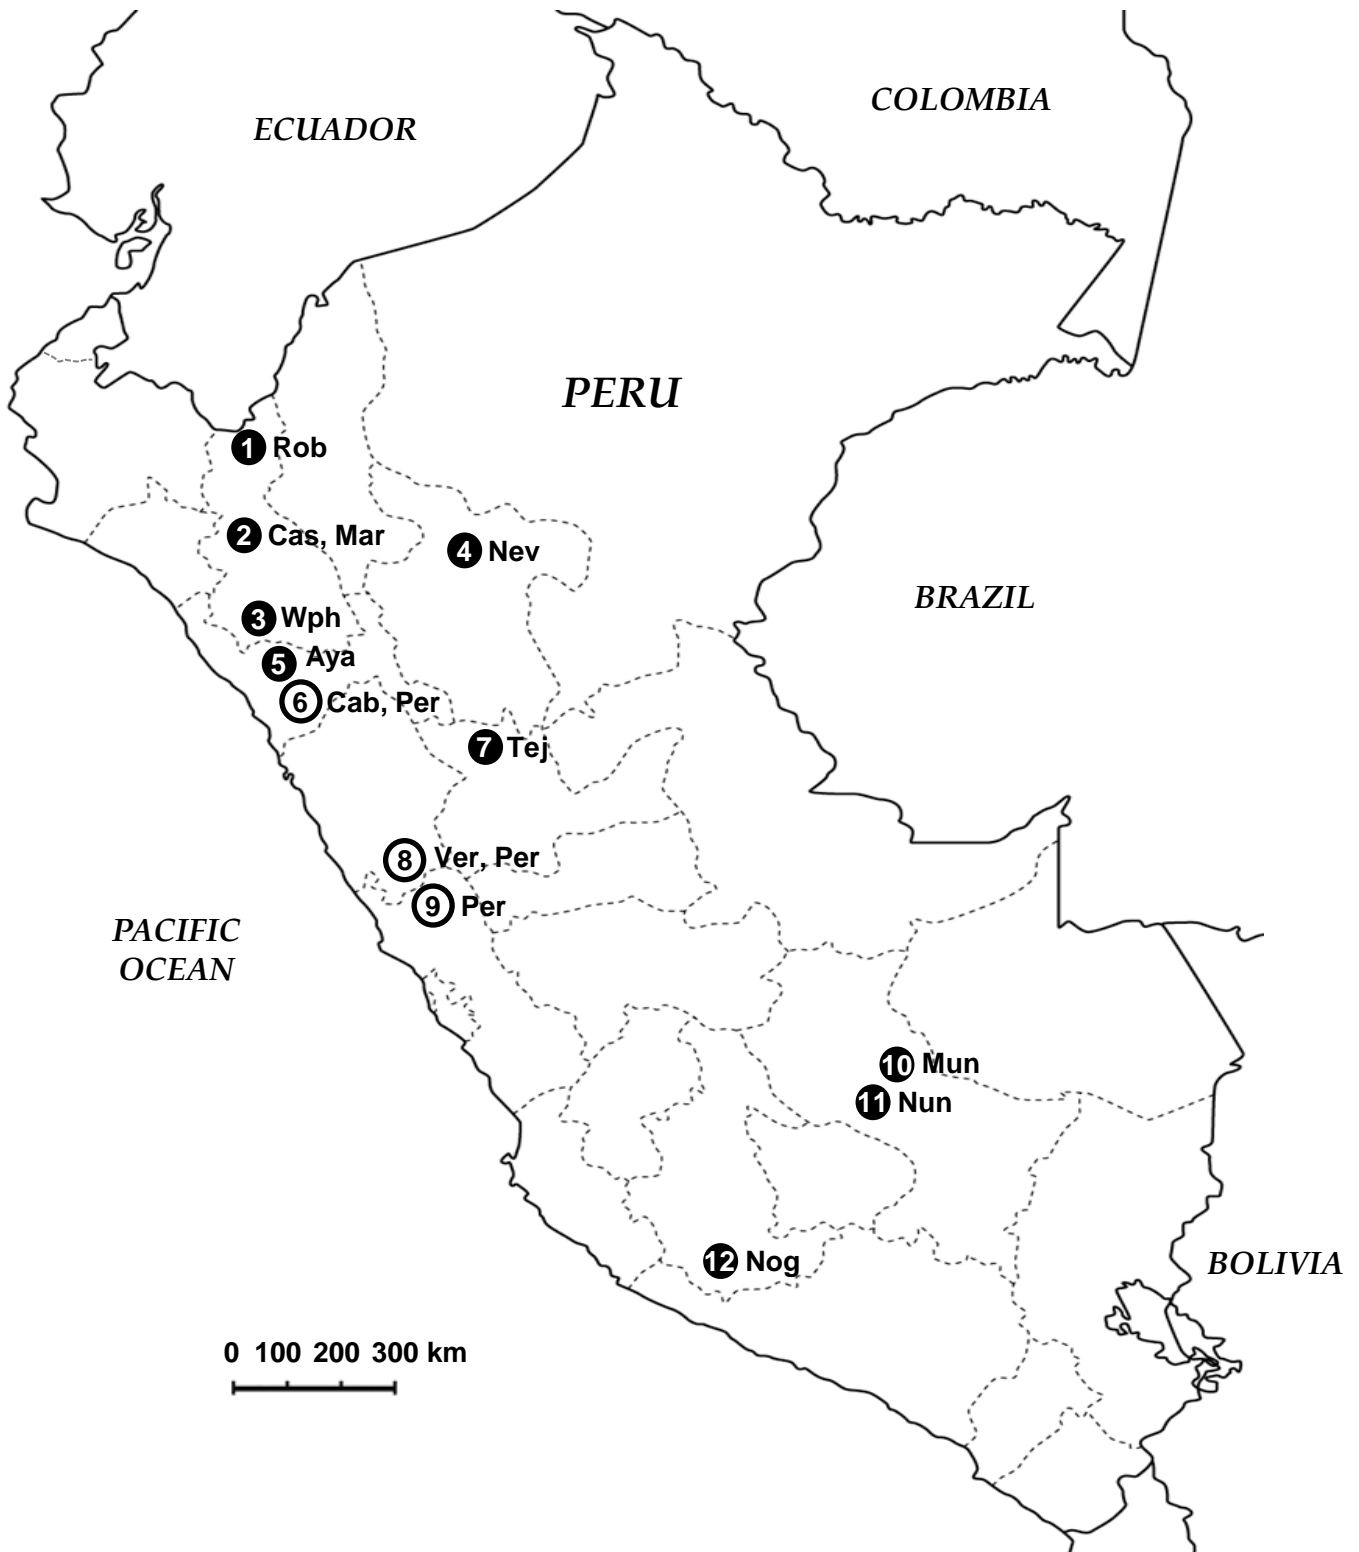 COLOMBIA
ECUADOR
PERU
1 Rob
2 Cas, Mar
4 Nev
BRAZIL
3 Wph
5 Aya
6 Cab, Per
7 Tej
8 Ver, Per
9 Per
PACIFIC
OCEAN
10 Mun
11 Nun
12 Nog
BOLIVIA
0 100 200 300 km